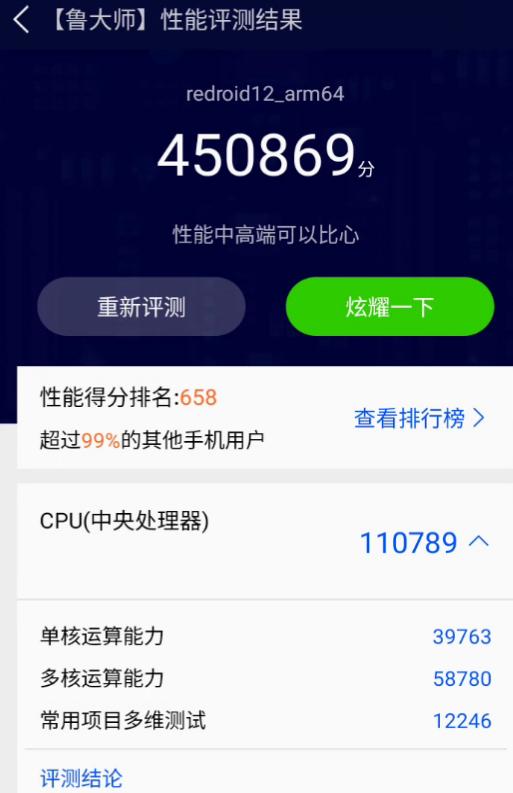 【鲁大师】性能评测结果
redroid12_arm64
450869分
性能中高端可以比心
重新评测 炫耀一下
性能得分排名:658
超过99%的其他手机用户
查看排行榜
CPU(中央处理器)
110789
单核运算能力 39763
多核运算能力 58780
常用项目多维测试 12246
评测结论